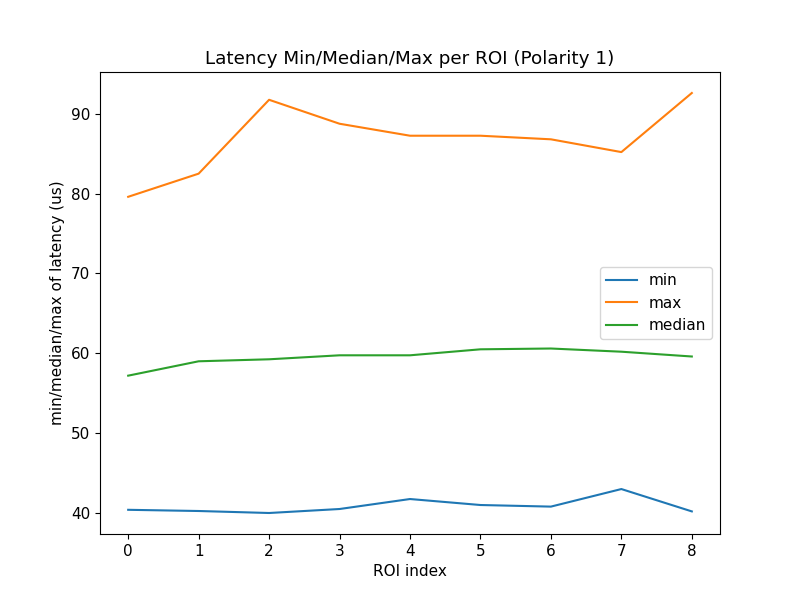 Latency Min/Median/Max per ROI (Polarity 1)
min/median/max of latency (us)
90
80
70
60
50
40
min
max
median
0 1 2 3 4 5 6 7 8
ROI index